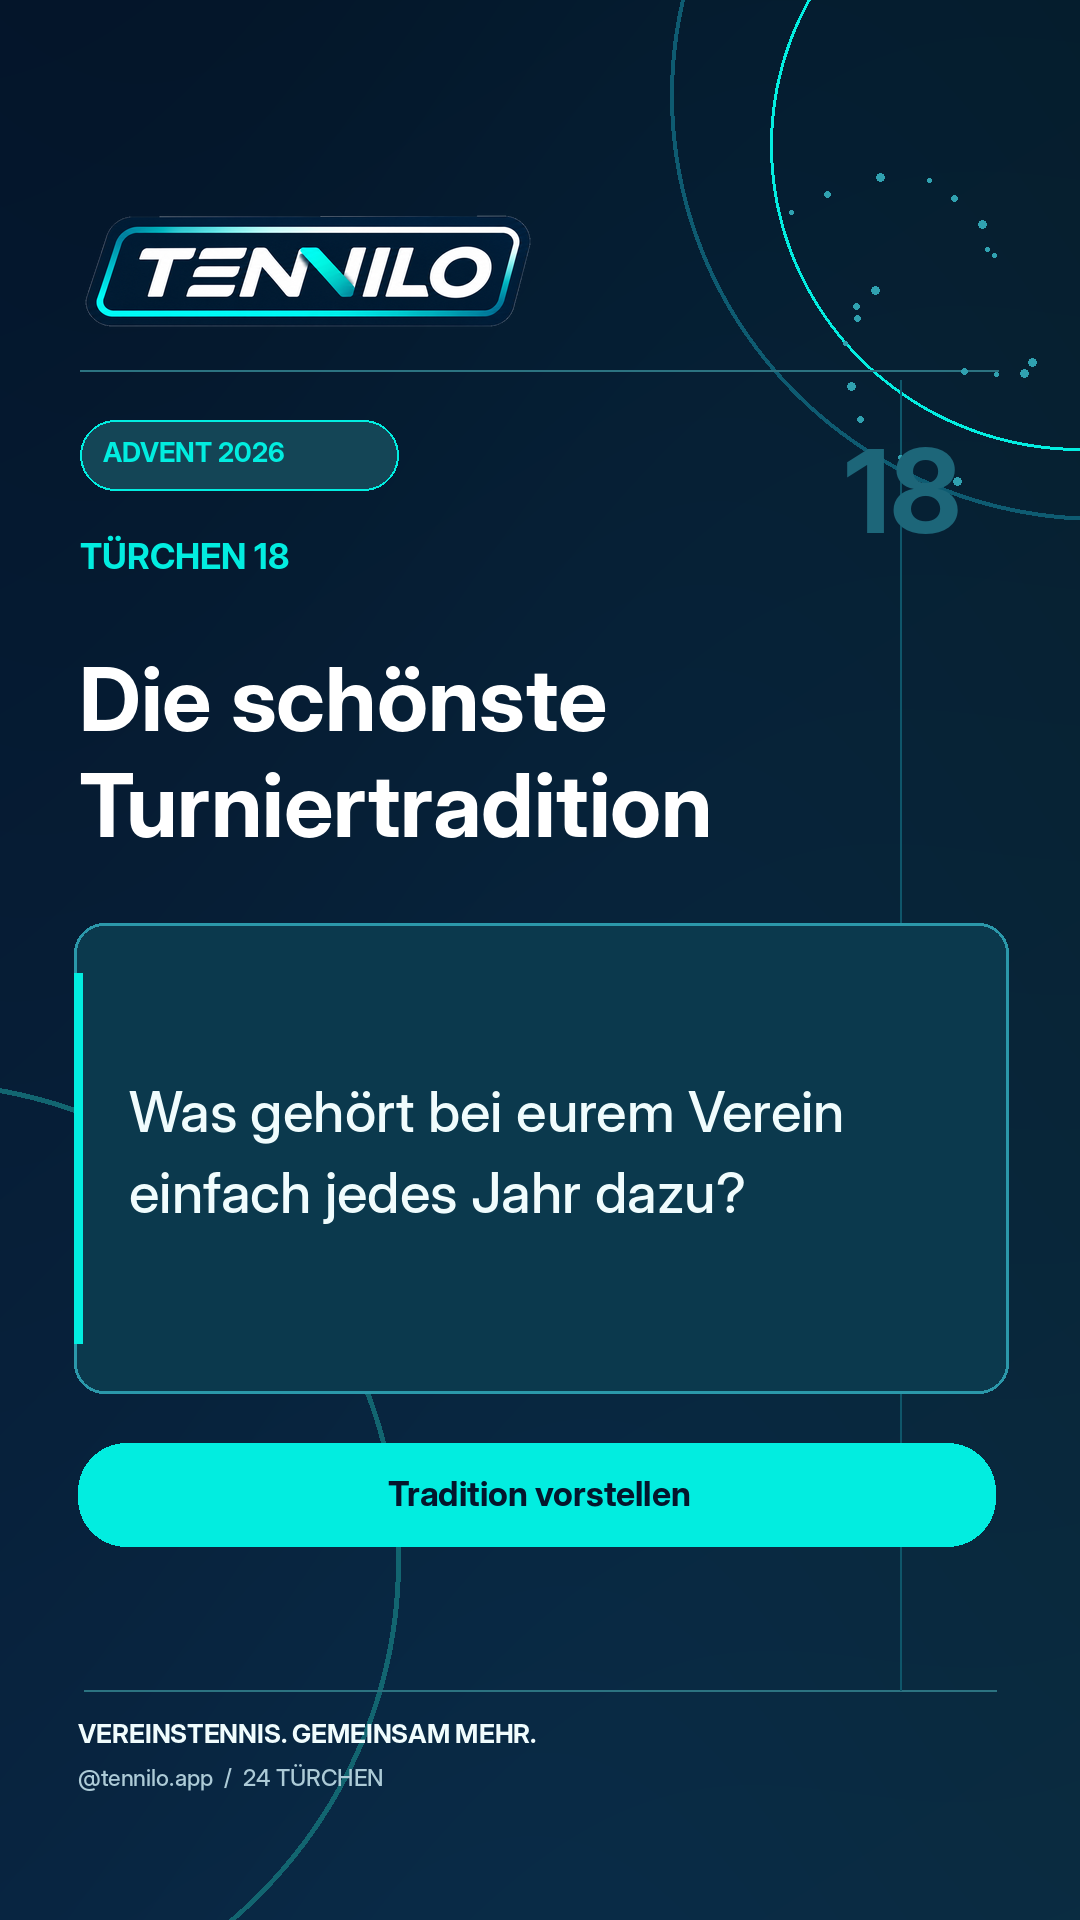 TENNILO
ADVENT 2026
18
TÜRCHEN 18
Die schönste
Turniertradition
Was gehört bei eurem Verein
einfach jedes Jahr dazu?
Tradition vorstellen
VEREINSTENNIS. GEMEINSAM MEHR.
@tennilo.app / 24 TÜRCHEN